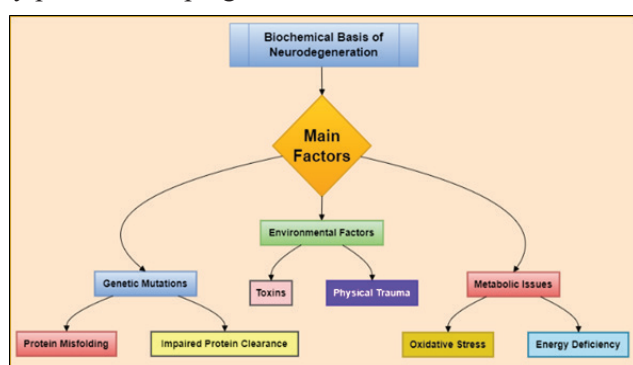 Biochemical Basis of
Neurodegeneration
Main
Factors
Environmental Factors
Genetic Mutations
Toxins
Physical Trauma
Metabolic Issues
Protein Misfolding
Impaired Protein Clearance
Oxidative Stress
Energy Deficiency